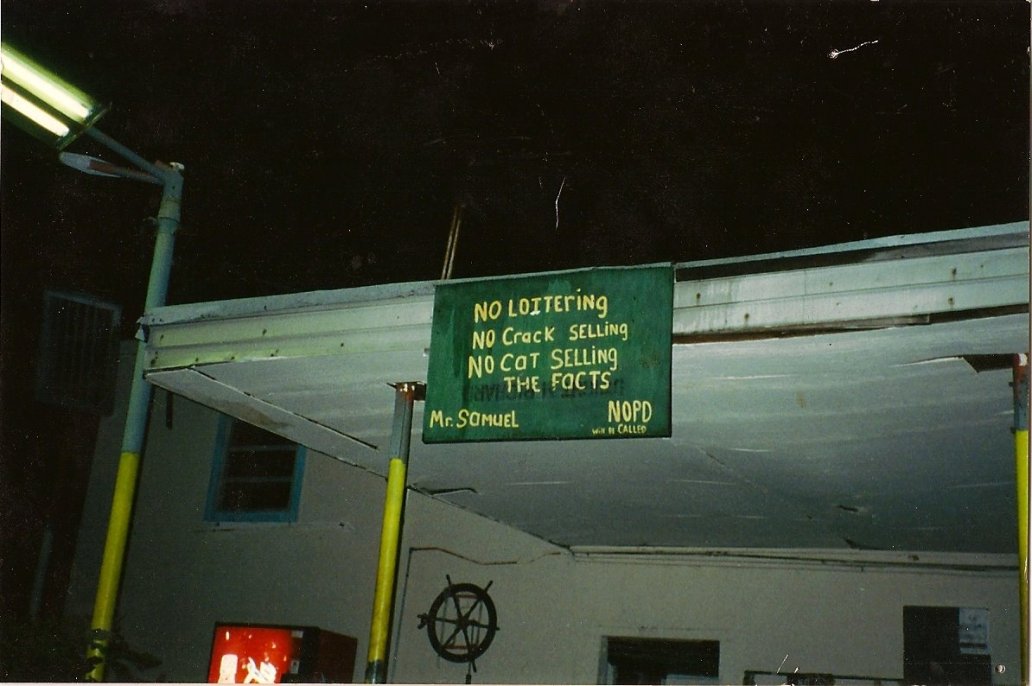 NO LOITERING
NO Crack SELLING
NO CAT SELLING
THE FACTS
Mr. SAMUEL
NOPD
will BE CALLED